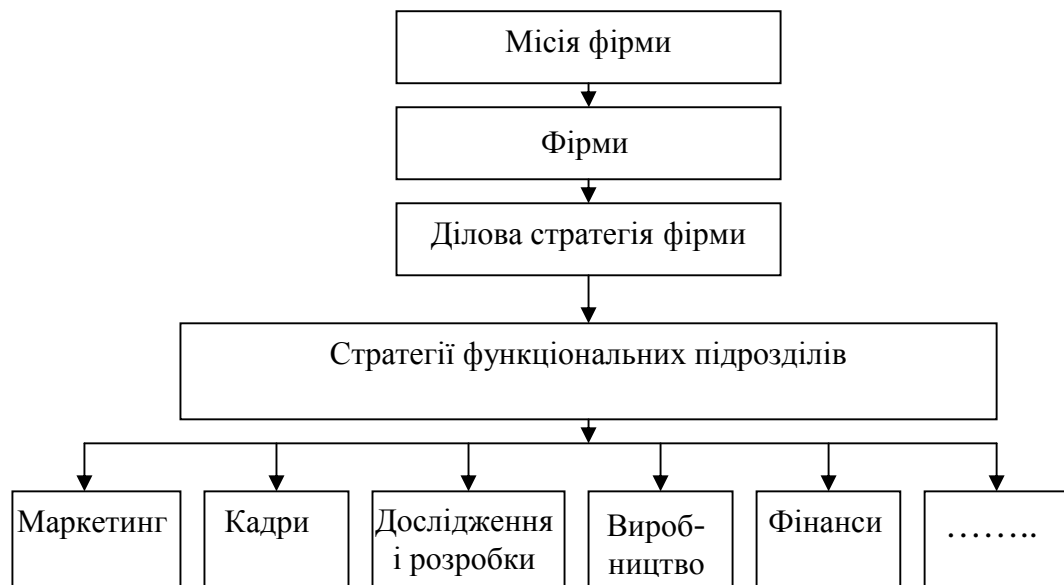 Місія фірми
Фірми
Ділова стратегія фірми
Стратегії функціональних підрозділів
Маркетинг
Кадри
Дослідження
і розробки
Вироб-
ництво
Фінанси
……..